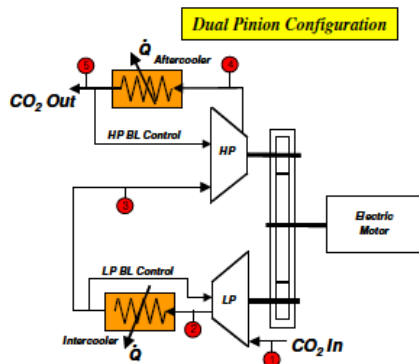 Dual Pinion Configuration
Q̇
5
Aftercooler
4
CO2 Out
HP BL Control
HP
3
Electric
Motor
LP BL Control
LP
2
CO2 In
Intercooler
Q̇
1